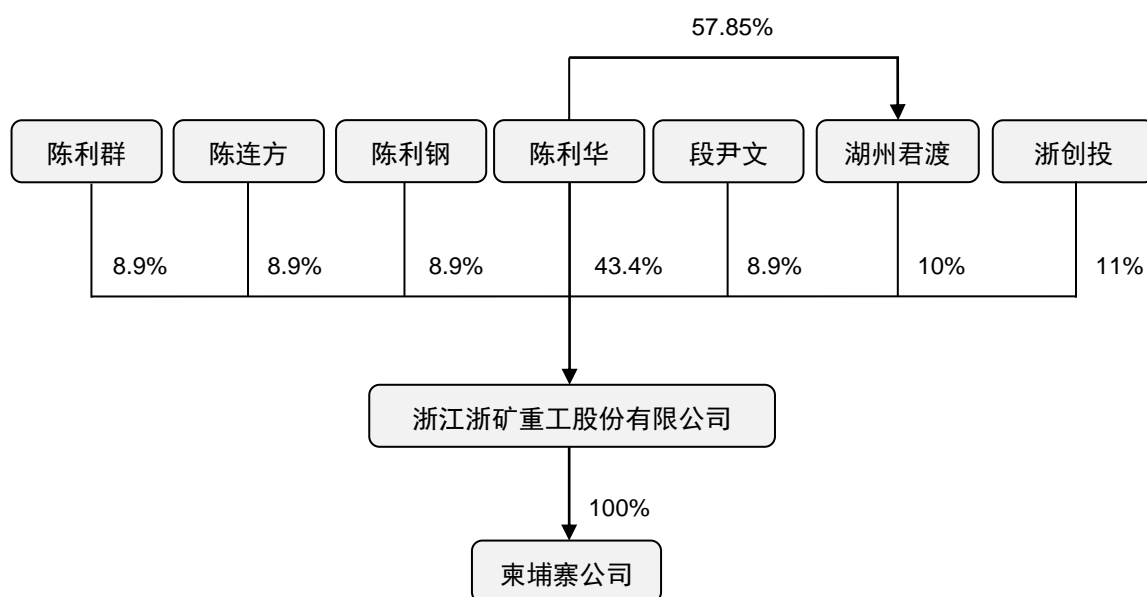 57.85%
陈利群
陈连方
陈利钢
陈利华
段尹文
湖州君渡
浙创投
8.9%
8.9%
8.9%
43.4%
8.9%
10%
11%
浙江浙矿重工股份有限公司
100%
柬埔寨公司